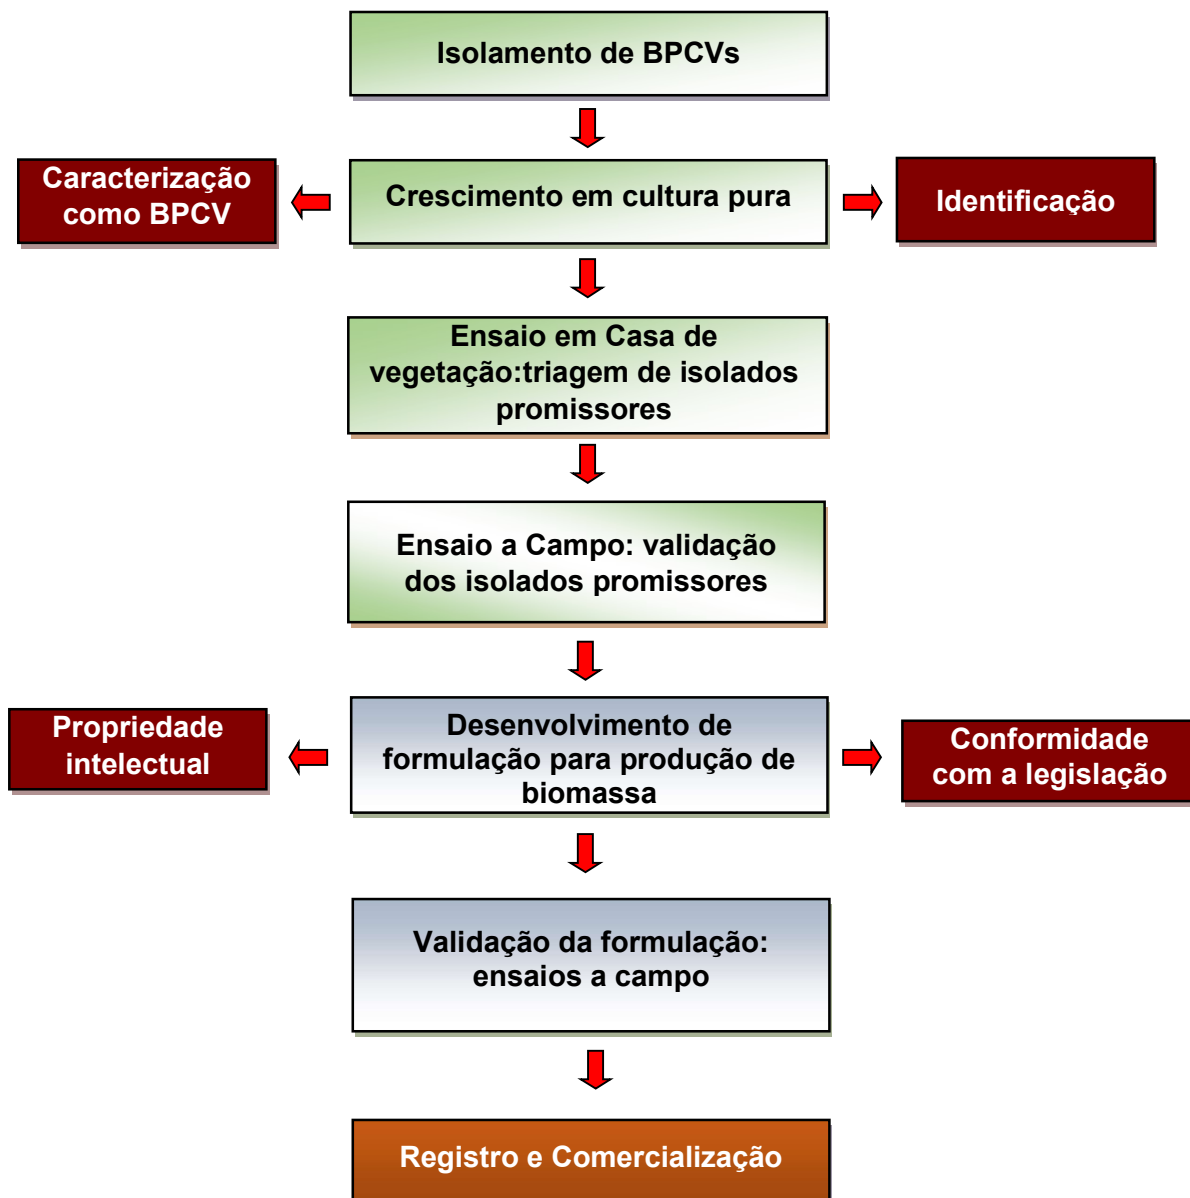 Isolamento de BPCVs
Caracterização
como BPCV
Crescimento em cultura pura
Identificação
Ensaio em Casa de
vegetação:triagem de isolados
promissores
Ensaio a Campo: validação
dos isolados promissores
Propriedade
intelectual
Desenvolvimento de
formulação para produção de
biomassa
Conformidade
com a legislação
Validação da formulação:
ensaios a campo
Registro e Comercialização